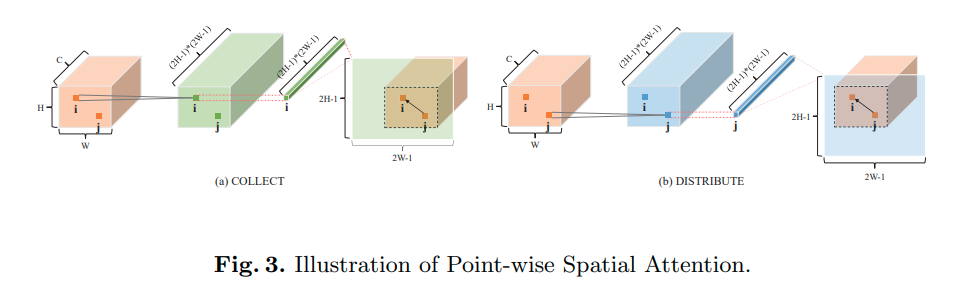 C
H
W
i
j
(2H-1)*(2W-1)
i
j
(2H-1)*(2W-1)
i
2H-1
i
j
2W-1
(a) COLLECT
C
H
W
i
j
(2H-1)*(2W-1)
i
j
(2H-1)*(2W-1)
j
2H-1
i
j
2W-1
(b) DISTRIBUTE
Fig. 3. Illustration of Point-wise Spatial Attention.